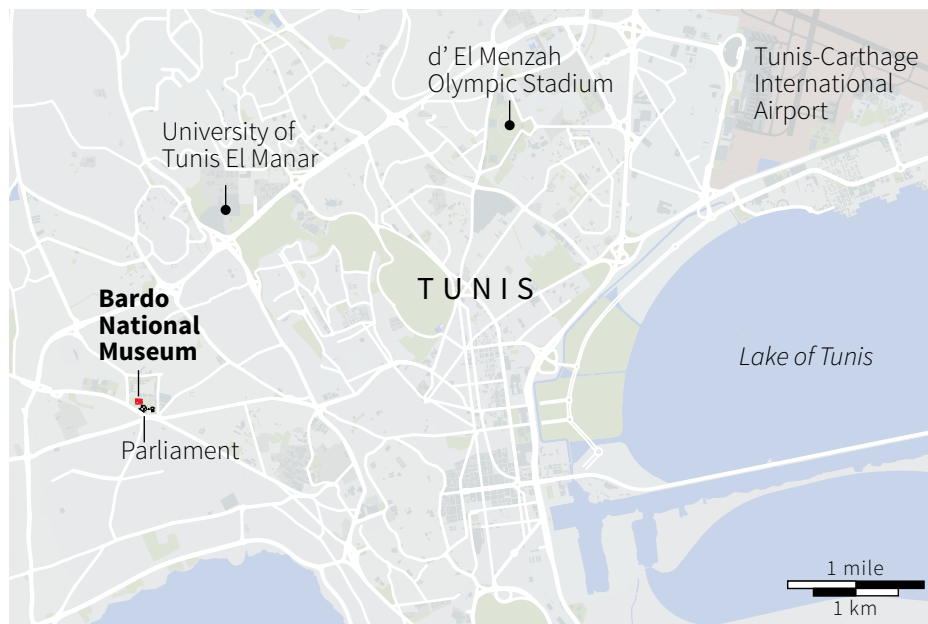 d’ El Menzah
Olympic Stadium
Tunis-Carthage
International
Airport
University of
Tunis El Manar
TUNIS
Bardo
National
Museum
Lake of Tunis
Parliament
1 mile
1 km